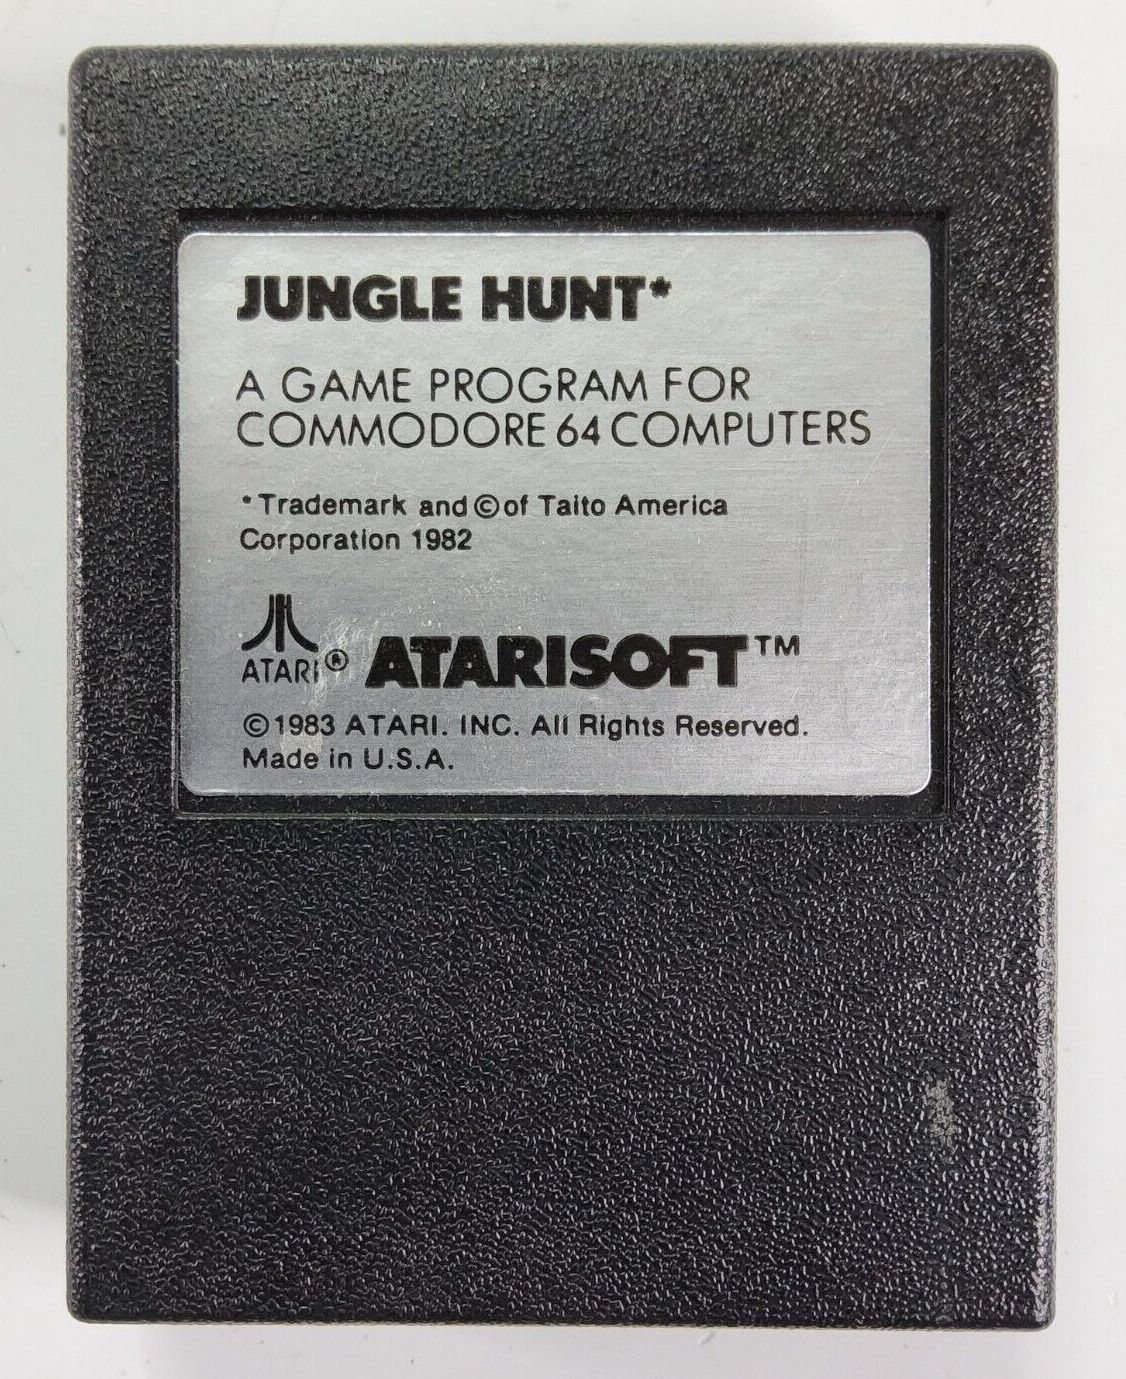 JUNGLE HUNT*
A GAME PROGRAM FOR
COMMODORE 64 COMPUTERS
*Trademark and © of Taito America
Corporation 1982
ATARI® ATARISOFT™
©1983 ATARI. INC. All Rights Reserved.
Made in U.S.A.